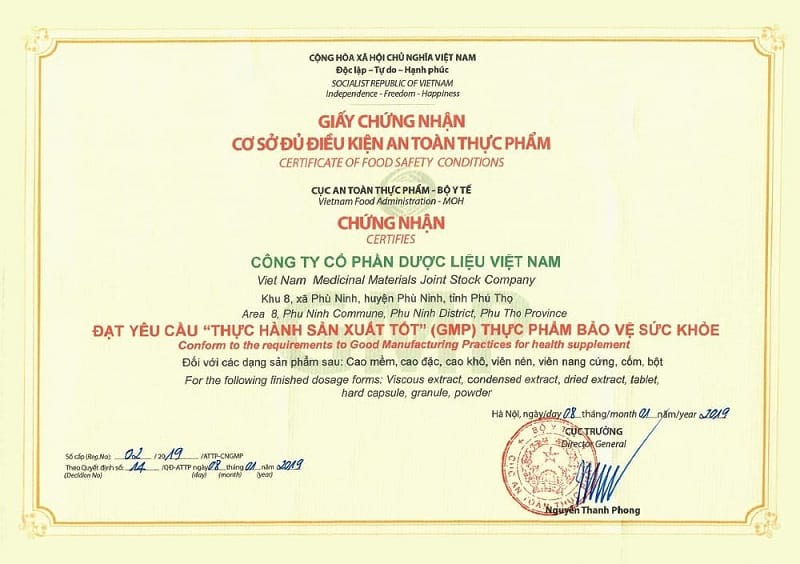 CỘNG HÒA XÃ HỘI CHỦ NGHĨA VIỆT NAM
Độc lập – Tự do – Hạnh phúc
SOCIALIST REPUBLIC OF VIETNAM
Independence - Freedom - Happiness
GIẤY CHỨNG NHẬN
CƠ SỞ ĐỦ ĐIỀU KIỆN AN TOÀN THỰC PHẨM
CERTIFICATE OF FOOD SAFETY CONDITIONS
CỤC AN TOÀN THỰC PHẨM - BỘ Y TẾ
Vietnam Food Administration - MOH
CHỨNG NHẬN
CERTIFIES
CÔNG TY CỔ PHẦN DƯỢC LIỆU VIỆT NAM
Viet Nam Medicinal Materials Joint Stock Company
Khu 8, xã Phù Ninh, huyện Phù Ninh, tỉnh Phú Thọ
Area 8, Phu Ninh Commune, Phu Ninh District, Phu Tho Province
GMP
ĐẠT YÊU CẦU “THỰC HÀNH SẢN XUẤT TỐT” (GMP) THỰC PHẨM BẢO VỆ SỨC KHỎE
Conform to the requirements to Good Manufacturing Practices for health supplement
Đối với các dạng sản phẩm sau: Cao mềm, cao đặc, cao khô, viên nén, viên nang cứng, cốm, bột
For the following finished dosage forms: Viscous extract, condensed extract, dried extract, tablet,
hard capsule, granule, powder
Hà Nội, ngày/day 08 tháng/month 01 năm/year 2019
CỤC TRƯỞNG
Director General
BỘ Y TẾ
CỤC AN TOÀN THỰC
Nguyễn Thanh Phong
Số cấp (Reg.No): 02 /2019 /ATTP-CNGMP
Theo Quyết định số: 14 /QĐ-ATTP ngày 08 tháng 01 năm 2019
(Decidion No) (day) (month) (year)